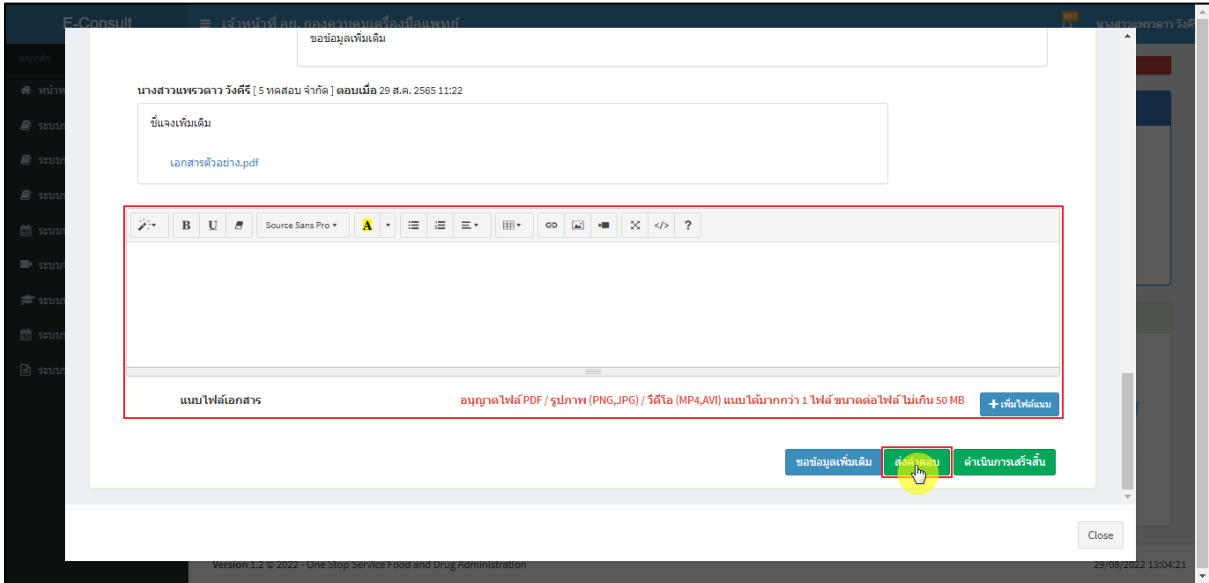 E-Consult
เจ้าหน้าที่ อย. กองควบคุมเครื่องมือแพทย์
897
นางสาวแพรวดาว วังคีรี
เมนูหลัก
ขอข้อมูลเพิ่มเติม
นางสาวแพรวดาว วังคีรี [ 5 ทดสอบ จำกัด ] ตอบเมื่อ 29 ส.ค. 2565 11:22
ชี้แจงเพิ่มเติม
เอกสารตัวอย่าง.pdf
B U Source Sans Pro A </> ?
แนบไฟล์เอกสาร
อนุญาตไฟล์ PDF / รูปภาพ (PNG,JPG) / วีดีโอ (MP4,AVI) แนบได้มากกว่า 1 ไฟล์ ขนาดต่อไฟล์ ไม่เกิน 50 MB
เพิ่มไฟล์แนบ
ขอข้อมูลเพิ่มเติม ส่งคำตอบ ดำเนินการเสร็จสิ้น
Close
Version 1.2 © 2022 - One Stop Service Food and Drug Administration
29/08/2022 13:04:21